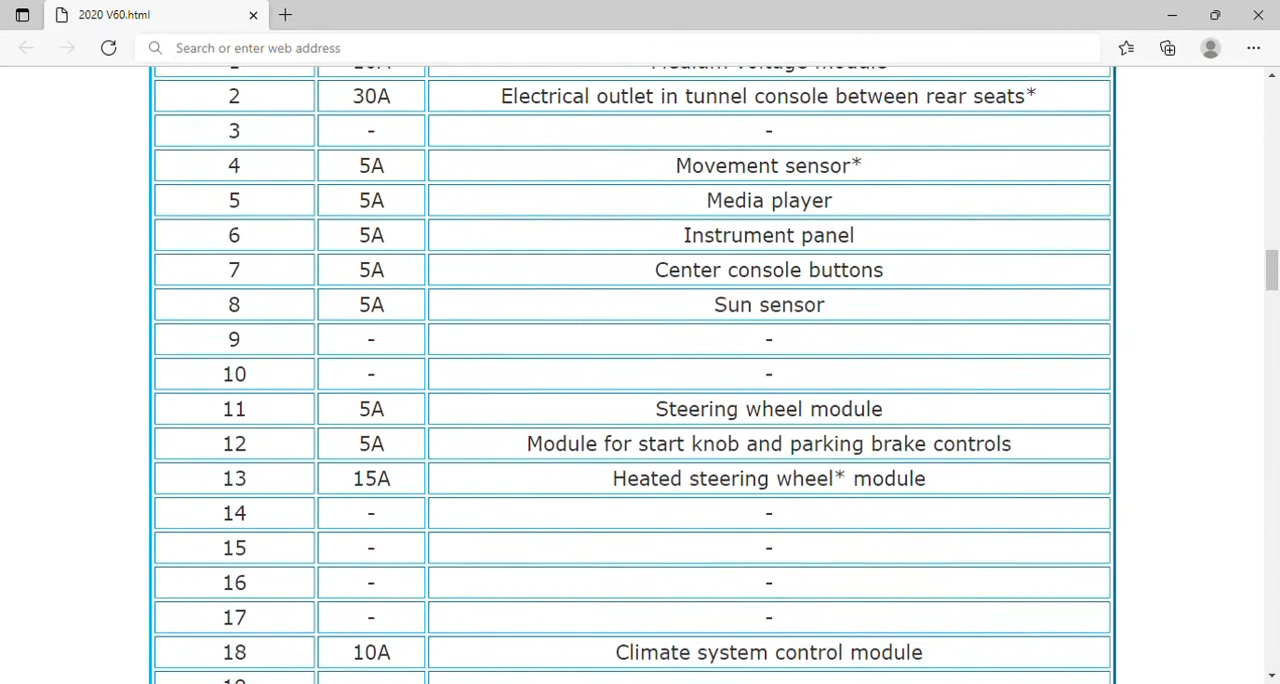 2020 V60.html
Search or enter web address
2 30A Electrical outlet in tunnel console between rear seats*
3 - -
4 5A Movement sensor*
5 5A Media player
6 5A Instrument panel
7 5A Center console buttons
8 5A Sun sensor
9 - -
10 - -
11 5A Steering wheel module
12 5A Module for start knob and parking brake controls
13 15A Heated steering wheel* module
14 - -
15 - -
16 - -
17 - -
18 10A Climate system control module